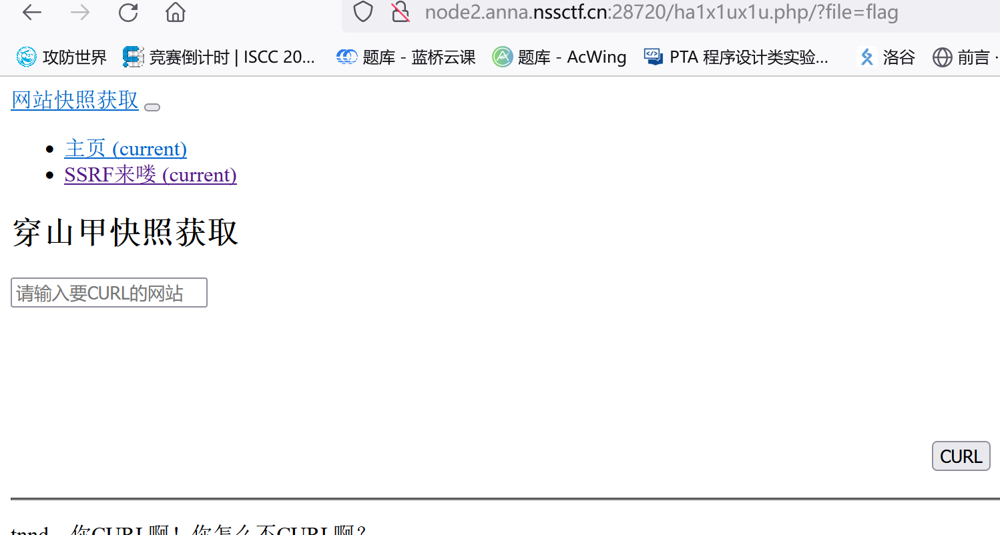 node2.anna.nssctf.cn:28720/ha1x1ux1u.php/?file=flag
攻防世界 竞赛倒计时 | ISCC 20... 题库 - 蓝桥云课 题库 - AcWing PTA 程序设计类实验... 洛谷 前言 ·
网站快照获取
主页 (current)
SSRF来喽 (current)
穿山甲快照获取
请输入要CURL的网站
CURL
tnnd，你CURL啊！你怎么不CURL啊？